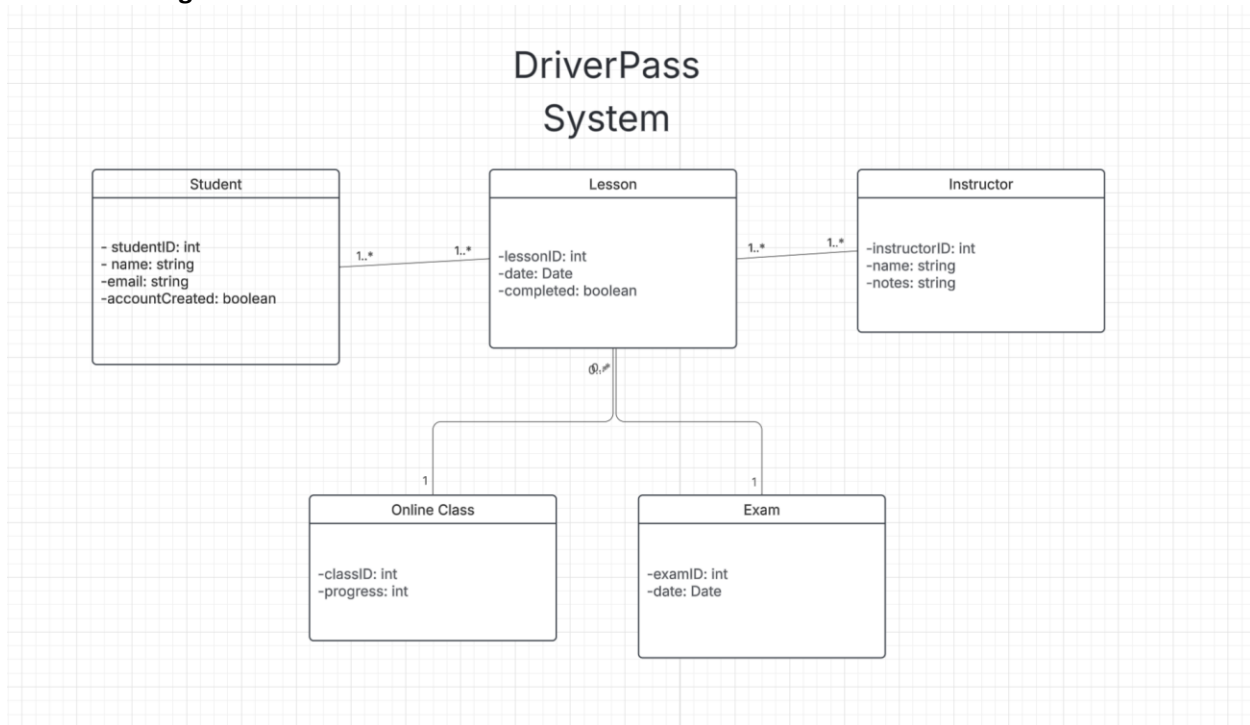 DriverPass
System
Student
- studentID: int
- name: string
-email: string
-accountCreated: boolean
1..*
1..*
Lesson
-lessonID: int
-date: Date
-completed: boolean
1..*
1..*
Instructor
-instructorID: int
-name: string
-notes: string
1
1
Online Class
-classID: int
-progress: int
Exam
-examID: int
-date: Date